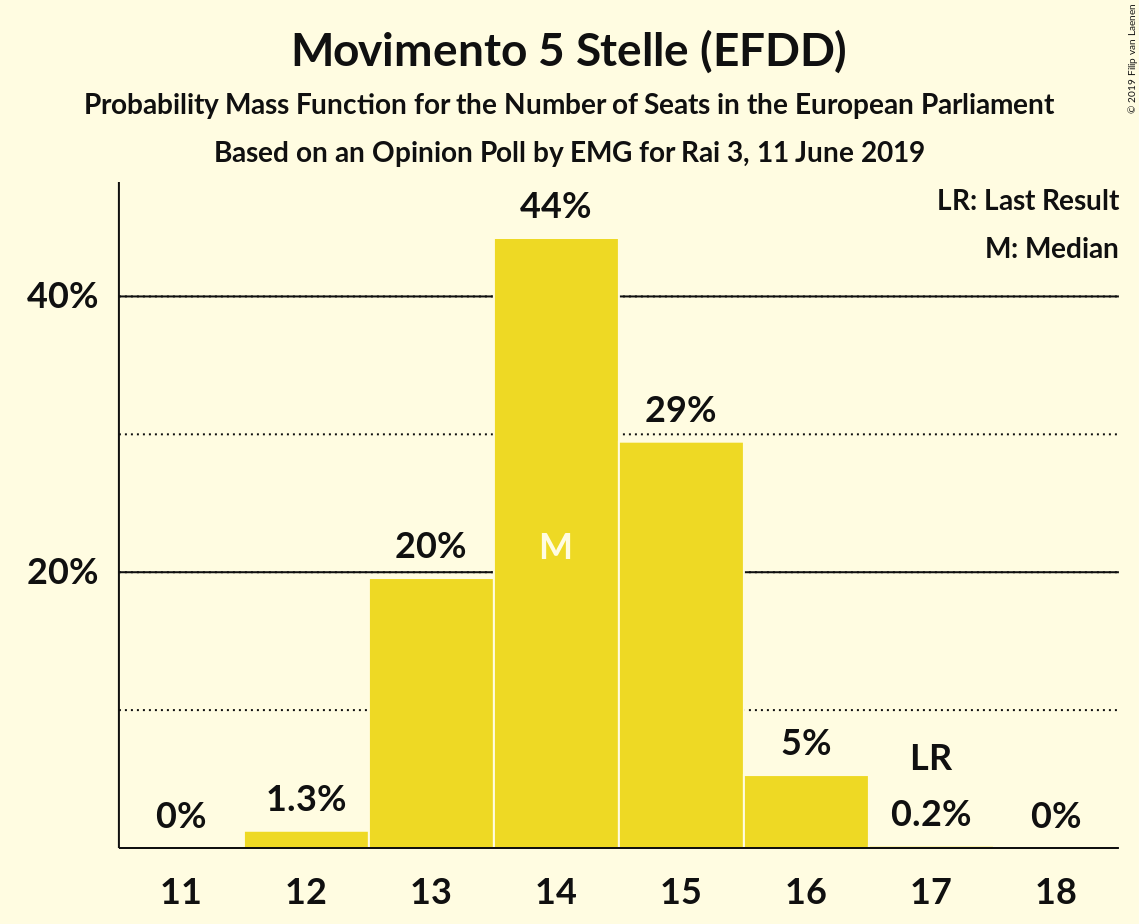 Movimento 5 Stelle (EFDD)
Probability Mass Function for the Number of Seats in the European Parliament
Based on an Opinion Poll by EMG for Rai 3, 11 June 2019
© 2019 Filip van Laenen
LR: Last Result
M: Median
44%
40%
29%
20%
M
20%
5%
LR
1.3%
0%
0.2%
0%
11 12 13 14 15 16 17 18